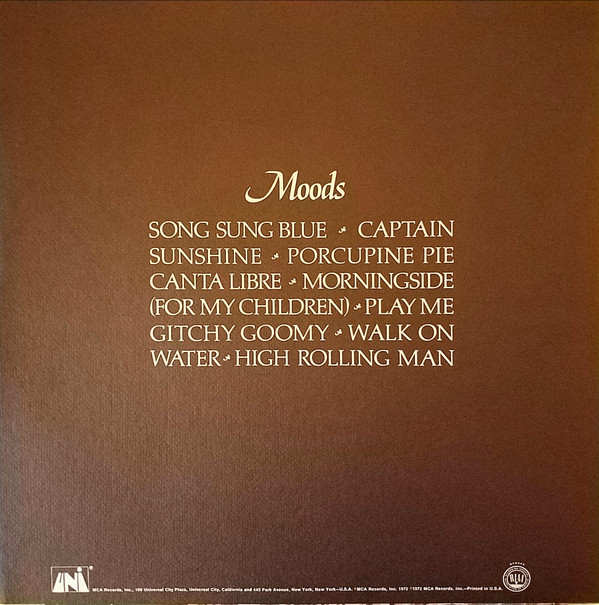 Moods
SONG SUNG BLUE CAPTAIN
SUNSHINE PORCUPINE PIE
CANTA LIBRE MORNINGSIDE
(FOR MY CHILDREN) PLAY ME
GITCHY GOOMY WALK ON
WATER HIGH ROLLING MAN
UNI® MCA Records, Inc., 100 Universal City Plaza, Universal City, California and 445 Park Avenue, New York, New York—U.S.A. ©MCA Records, Inc. 1972 ℗1972 MCA Records, Inc.—Printed in U.S.A.